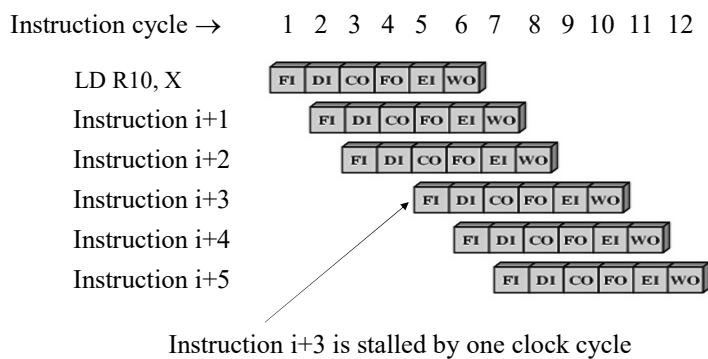 Instruction cycle → 1 2 3 4 5 6 7 8 9 10 11 12
LD R10, X FI DI CO FO EI WO
Instruction i+1 FI DI CO FO EI WO
Instruction i+2 FI DI CO FO EI WO
Instruction i+3 FI DI CO FO EI WO
Instruction i+4 FI DI CO FO EI WO
Instruction i+5 FI DI CO FO EI WO
Instruction i+3 is stalled by one clock cycle